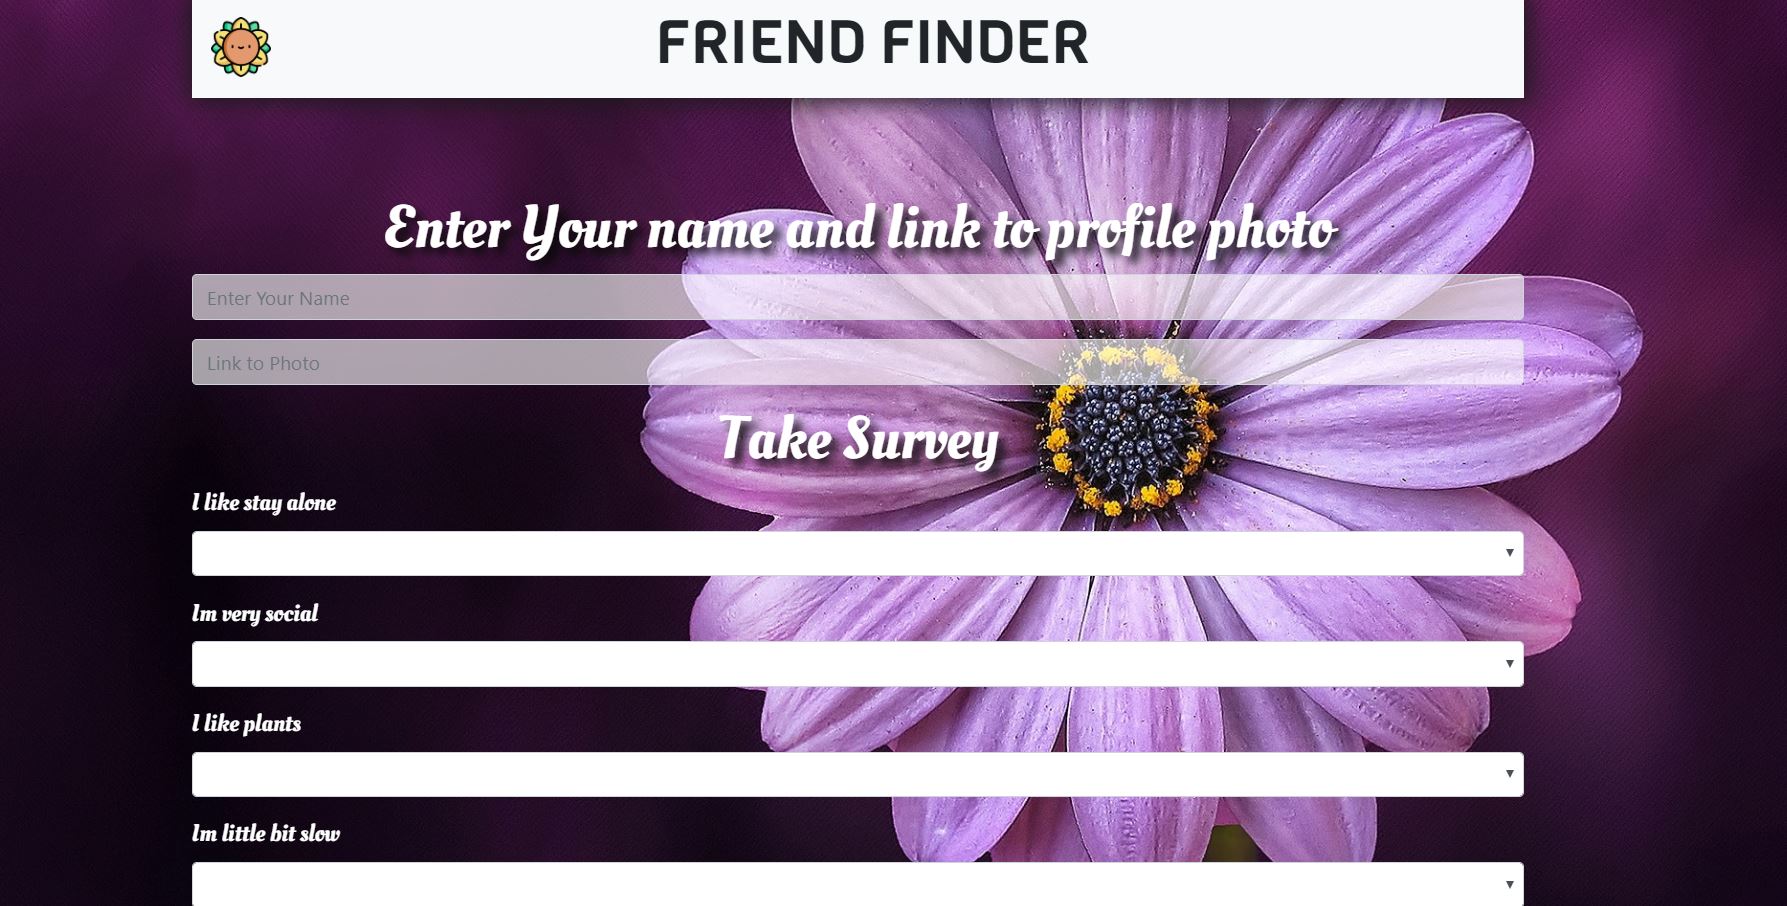 FRIEND FINDER
Enter Your name and link to profile photo
Enter Your Name
Link to Photo
Take Survey
I like stay alone
Im very social
I like plants
Im little bit slow